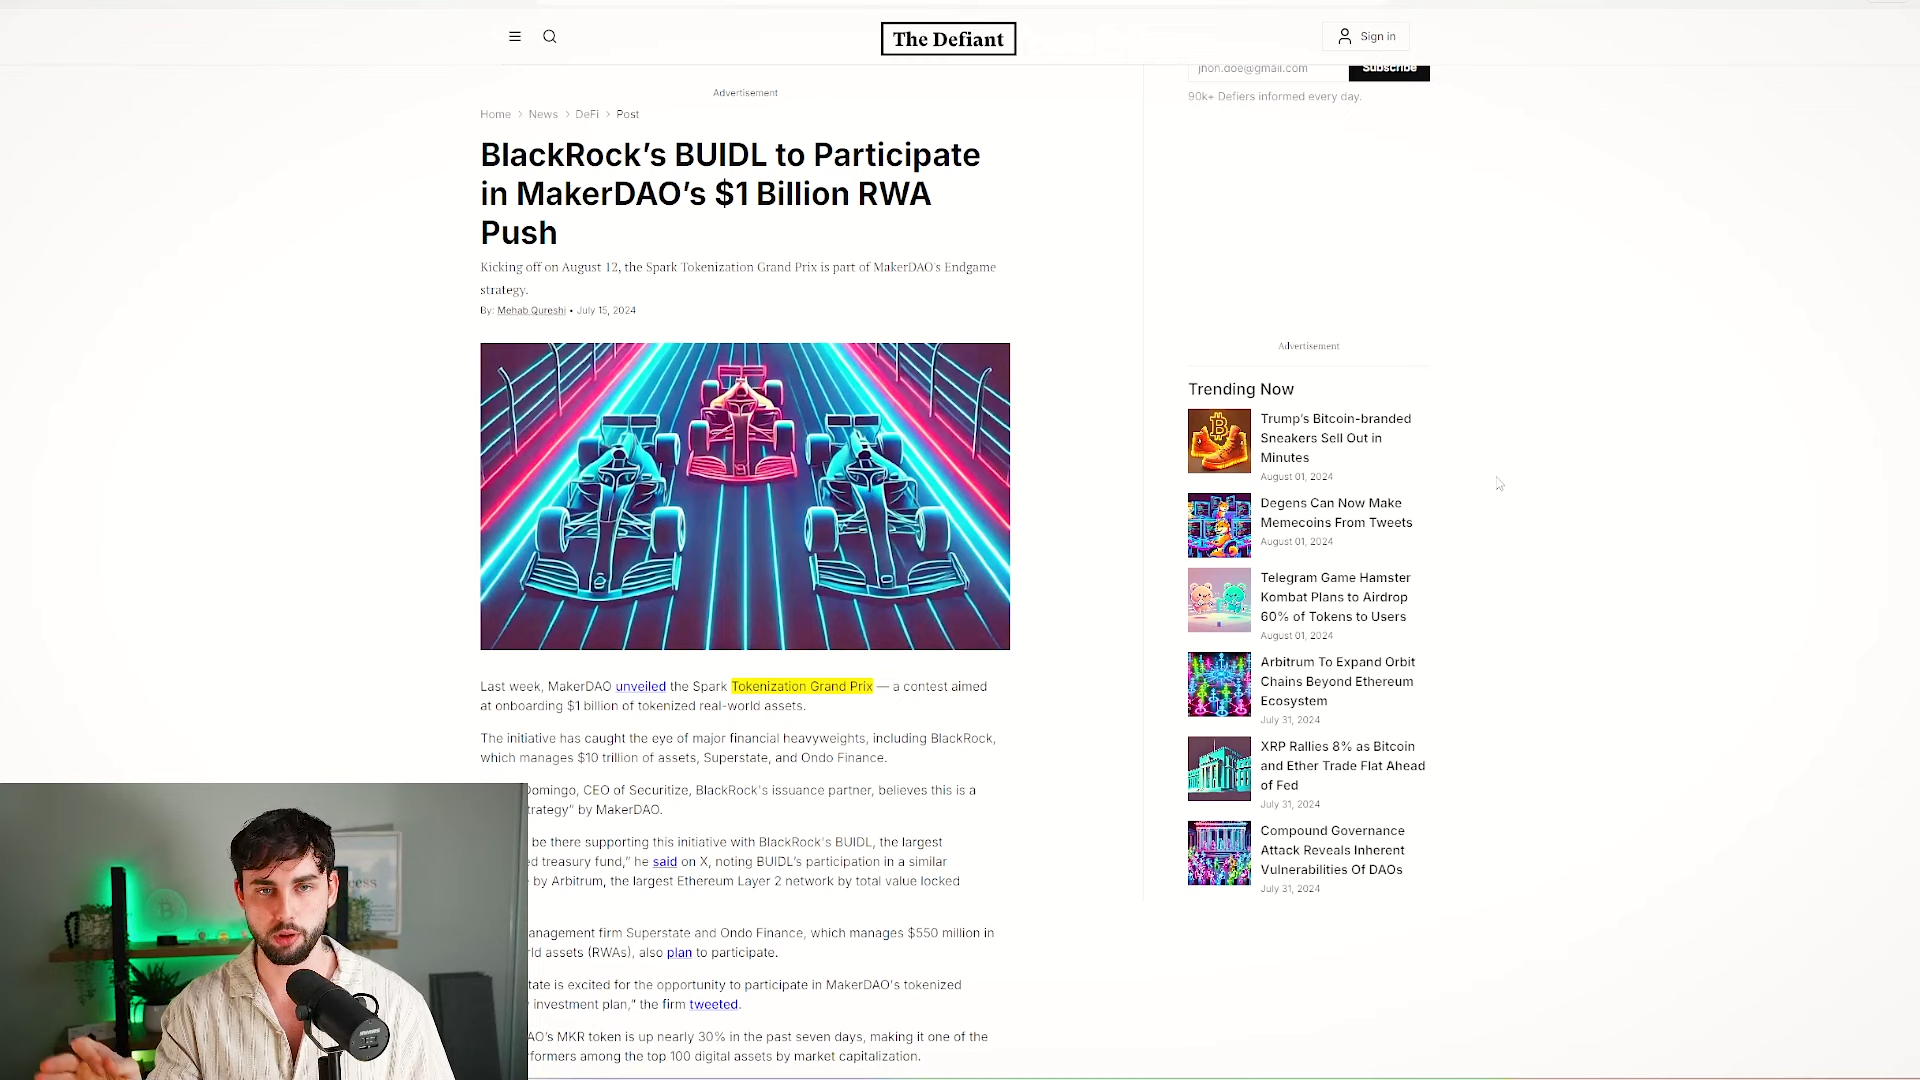 The Defiant
Sign in
jhon.doe@gmail.com
Subscribe
90k+ Defiers informed every day.
Advertisement
Home > News > DeFi > Post
BlackRock’s BUIDL to Participate
in MakerDAO’s $1 Billion RWA
Push
Kicking off on August 12, the Spark Tokenization Grand Prix is part of MakerDAO's Endgame
strategy.
By: Mehab Qureshi • July 15, 2024
Last week, MakerDAO unveiled the Spark Tokenization Grand Prix — a contest aimed
at onboarding $1 billion of tokenized real-world assets.
The initiative has caught the eye of major financial heavyweights, including BlackRock,
which manages $10 trillion of assets, Superstate, and Ondo Finance.
Domingo, CEO of Securitize, BlackRock's issuance partner, believes this is a
trategy” by MakerDAO.
be there supporting this initiative with BlackRock's BUIDL, the largest
ed treasury fund,” he said on X, noting BUIDL's participation in a similar
by Arbitrum, the largest Ethereum Layer 2 network by total value locked
anagement firm Superstate and Ondo Finance, which manages $550 million in
rld assets (RWAs), also plan to participate.
tate is excited for the opportunity to participate in MakerDAO's tokenized
investment plan,” the firm tweeted.
AO's MKR token is up nearly 30% in the past seven days, making it one of the
rformers among the top 100 digital assets by market capitalization.
Advertisement
Trending Now
Trump's Bitcoin-branded
Sneakers Sell Out in
Minutes
August 01, 2024
Degens Can Now Make
Memecoins From Tweets
August 01, 2024
Telegram Game Hamster
Kombat Plans to Airdrop
60% of Tokens to Users
August 01, 2024
Arbitrum To Expand Orbit
Chains Beyond Ethereum
Ecosystem
July 31, 2024
XRP Rallies 8% as Bitcoin
and Ether Trade Flat Ahead
of Fed
July 31, 2024
Compound Governance
Attack Reveals Inherent
Vulnerabilities Of DAOs
July 31, 2024